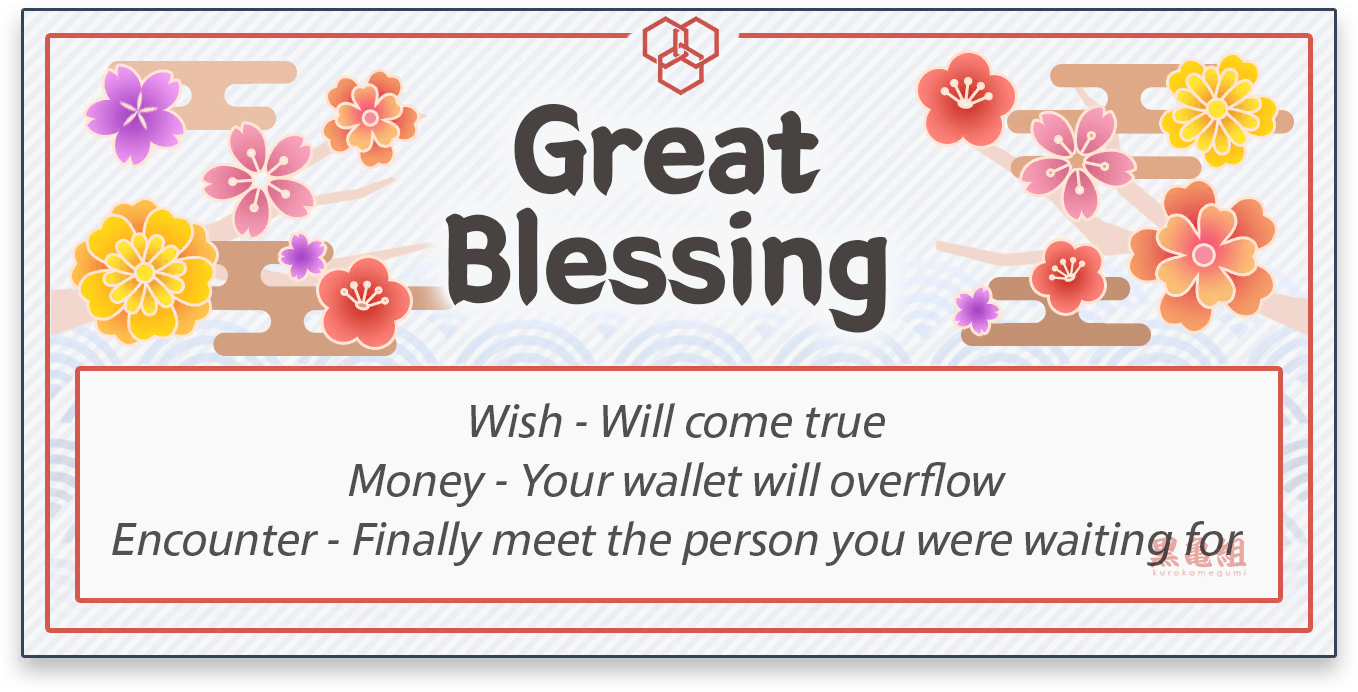 Great
Blessing
Wish - Will come true
Money - Your wallet will overflow
Encounter - Finally meet the person you were waiting for
黒亀組
kurokamegumi